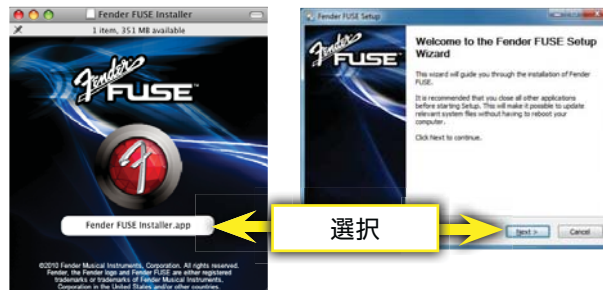 Fender FUSE Installer
1 item, 351 MB available
Fender
FUSE™
Fender FUSE Installer.app
©2010 Fender Musical Instruments, Corporation. All rights reserved.
Fender, the Fender logo and Fender FUSE are either registered
trademarks or trademarks of Fender Musical Instruments,
Corporation in the United States and/or other countries.
選択
Fender FUSE Setup
Fender
FUSE
Welcome to the Fender FUSE Setup
Wizard
This wizard will guide you through the installation of Fender
FUSE.
It is recommended that you close all other applications
before starting Setup. This will make it possible to update
relevant system files without having to reboot your
computer.
Click Next to continue.
Next >
Cancel